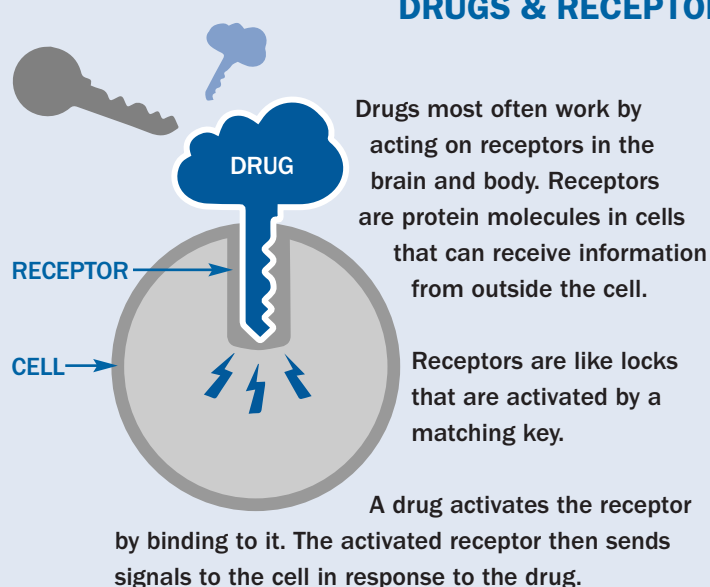 DRUGS & RECEPTOR
DRUG
Drugs most often work by
acting on receptors in the
brain and body. Receptors
are protein molecules in cells
that can receive information
from outside the cell.
RECEPTOR
CELL
Receptors are like locks
that are activated by a
matching key.
A drug activates the receptor
by binding to it. The activated receptor then sends
signals to the cell in response to the drug.